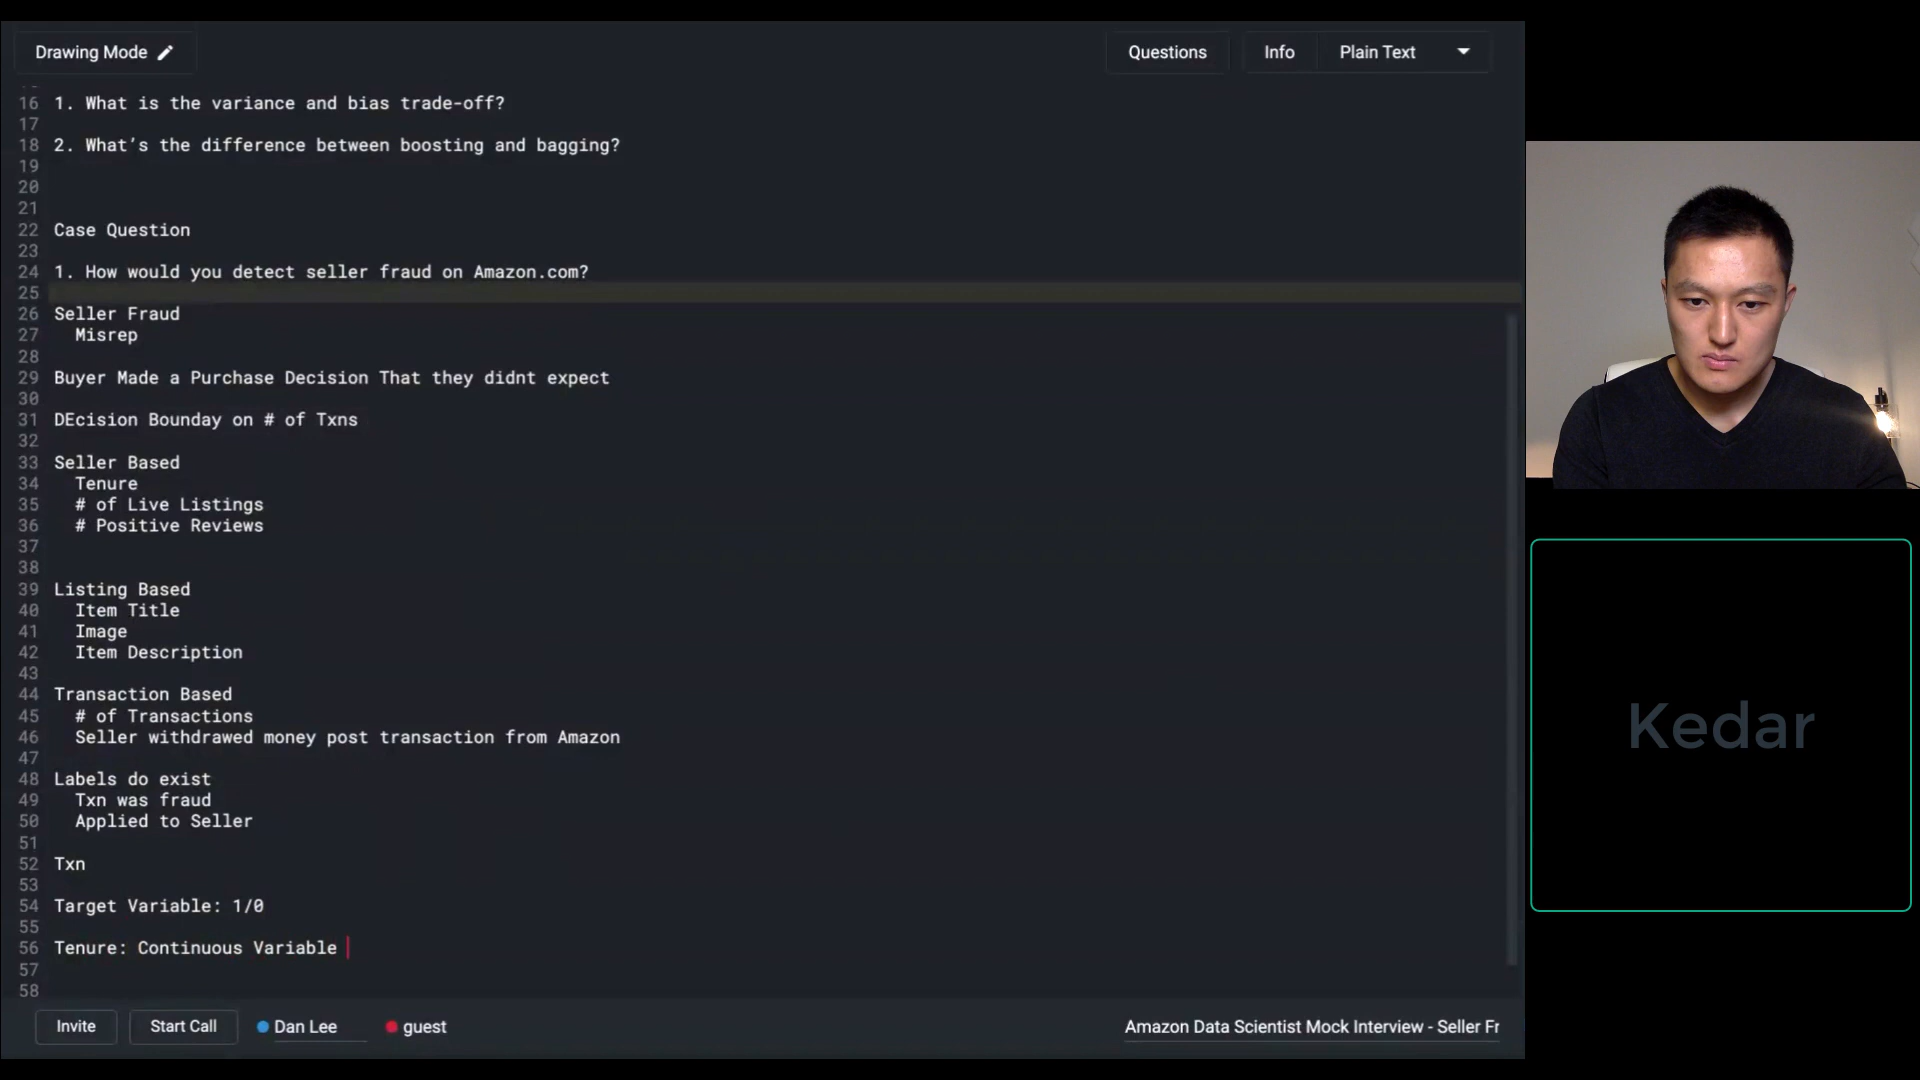 Drawing Mode
Questions
Info
Plain Text
16 1. What is the variance and bias trade-off?
17
18 2. What's the difference between boosting and bagging?
19
20
21
22 Case Question
23
24 1. How would you detect seller fraud on Amazon.com?
25
26 Seller Fraud
27 Misrep
28
29 Buyer Made a Purchase Decision That they didnt expect
30
31 DEcision Bounday on # of Txns
32
33 Seller Based
34 Tenure
35 # of Live Listings
36 # Positive Reviews
37
38
39 Listing Based
40 Item Title
41 Image
42 Item Description
43
44 Transaction Based
45 # of Transactions
46 Seller withdrawed money post transaction from Amazon
47
48 Labels do exist
49 Txn was fraud
50 Applied to Seller
51
52 Txn
53
54 Target Variable: 1/0
55
56 Tenure: Continuous Variable
57
58
Invite
Start Call
Dan Lee
guest
Amazon Data Scientist Mock Interview - Seller Fr
Kedar